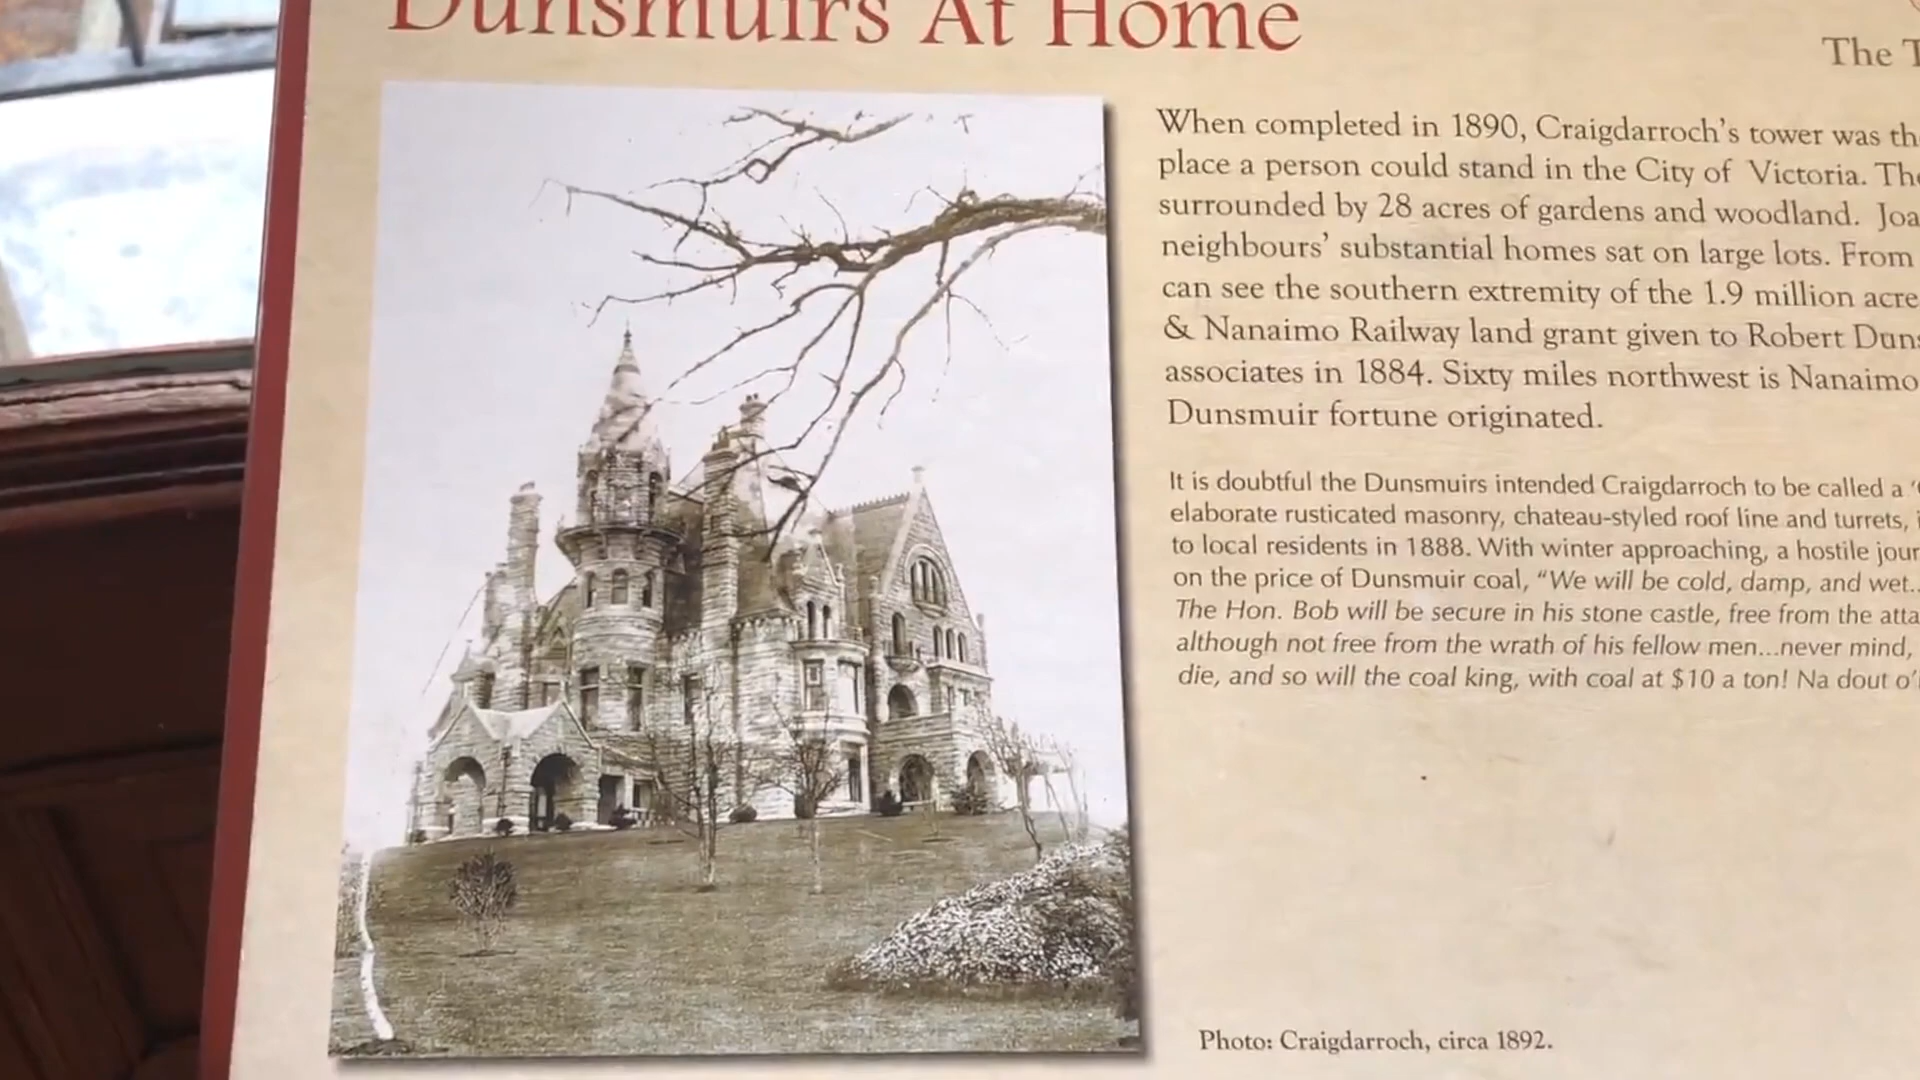 Dunsmuirs At Home
The
When completed in 1890, Craigdarroch's tower was
place a person could stand in the City of Victoria.
surrounded by 28 acres of gardens and woodland.
neighbours' substantial homes sat on large lots. From
can see the southern extremity of the 1.9 million acre
& Nanaimo Railway land grant given to Robert
associates in 1884. Sixty miles northwest is Nanaimo
Dunsmuir fortune originated.
It is doubtful the Dunsmuirs intended Craigdarroch to be called a
elaborate rusticated masonry, chateau-styled roof line and turrets,
to local residents in 1888. With winter approaching, a hostile
on the price of Dunsmuir coal, "We will be cold, damp, and wet..
The Hon. Bob will be secure in his stone castle, free from the
although not free from the wrath of his fellow men...never mind,
die, and so will the coal king, with coal at $10 a ton! Na dout
Photo: Craigdarroch, circa 1892.